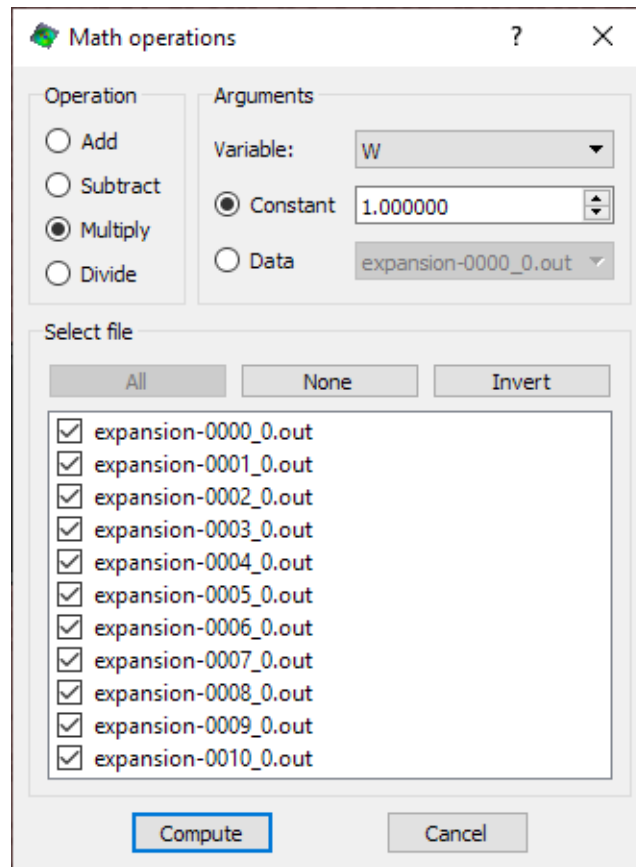 Math operations ?
Operation
Add
Subtract
Multiply
Divide
Arguments
Variable: W
Constant 1.000000
Data expansion-0000_0.out
Select file
All None Invert
expansion-0000_0.out
expansion-0001_0.out
expansion-0002_0.out
expansion-0003_0.out
expansion-0004_0.out
expansion-0005_0.out
expansion-0006_0.out
expansion-0007_0.out
expansion-0008_0.out
expansion-0009_0.out
expansion-0010_0.out
Compute Cancel